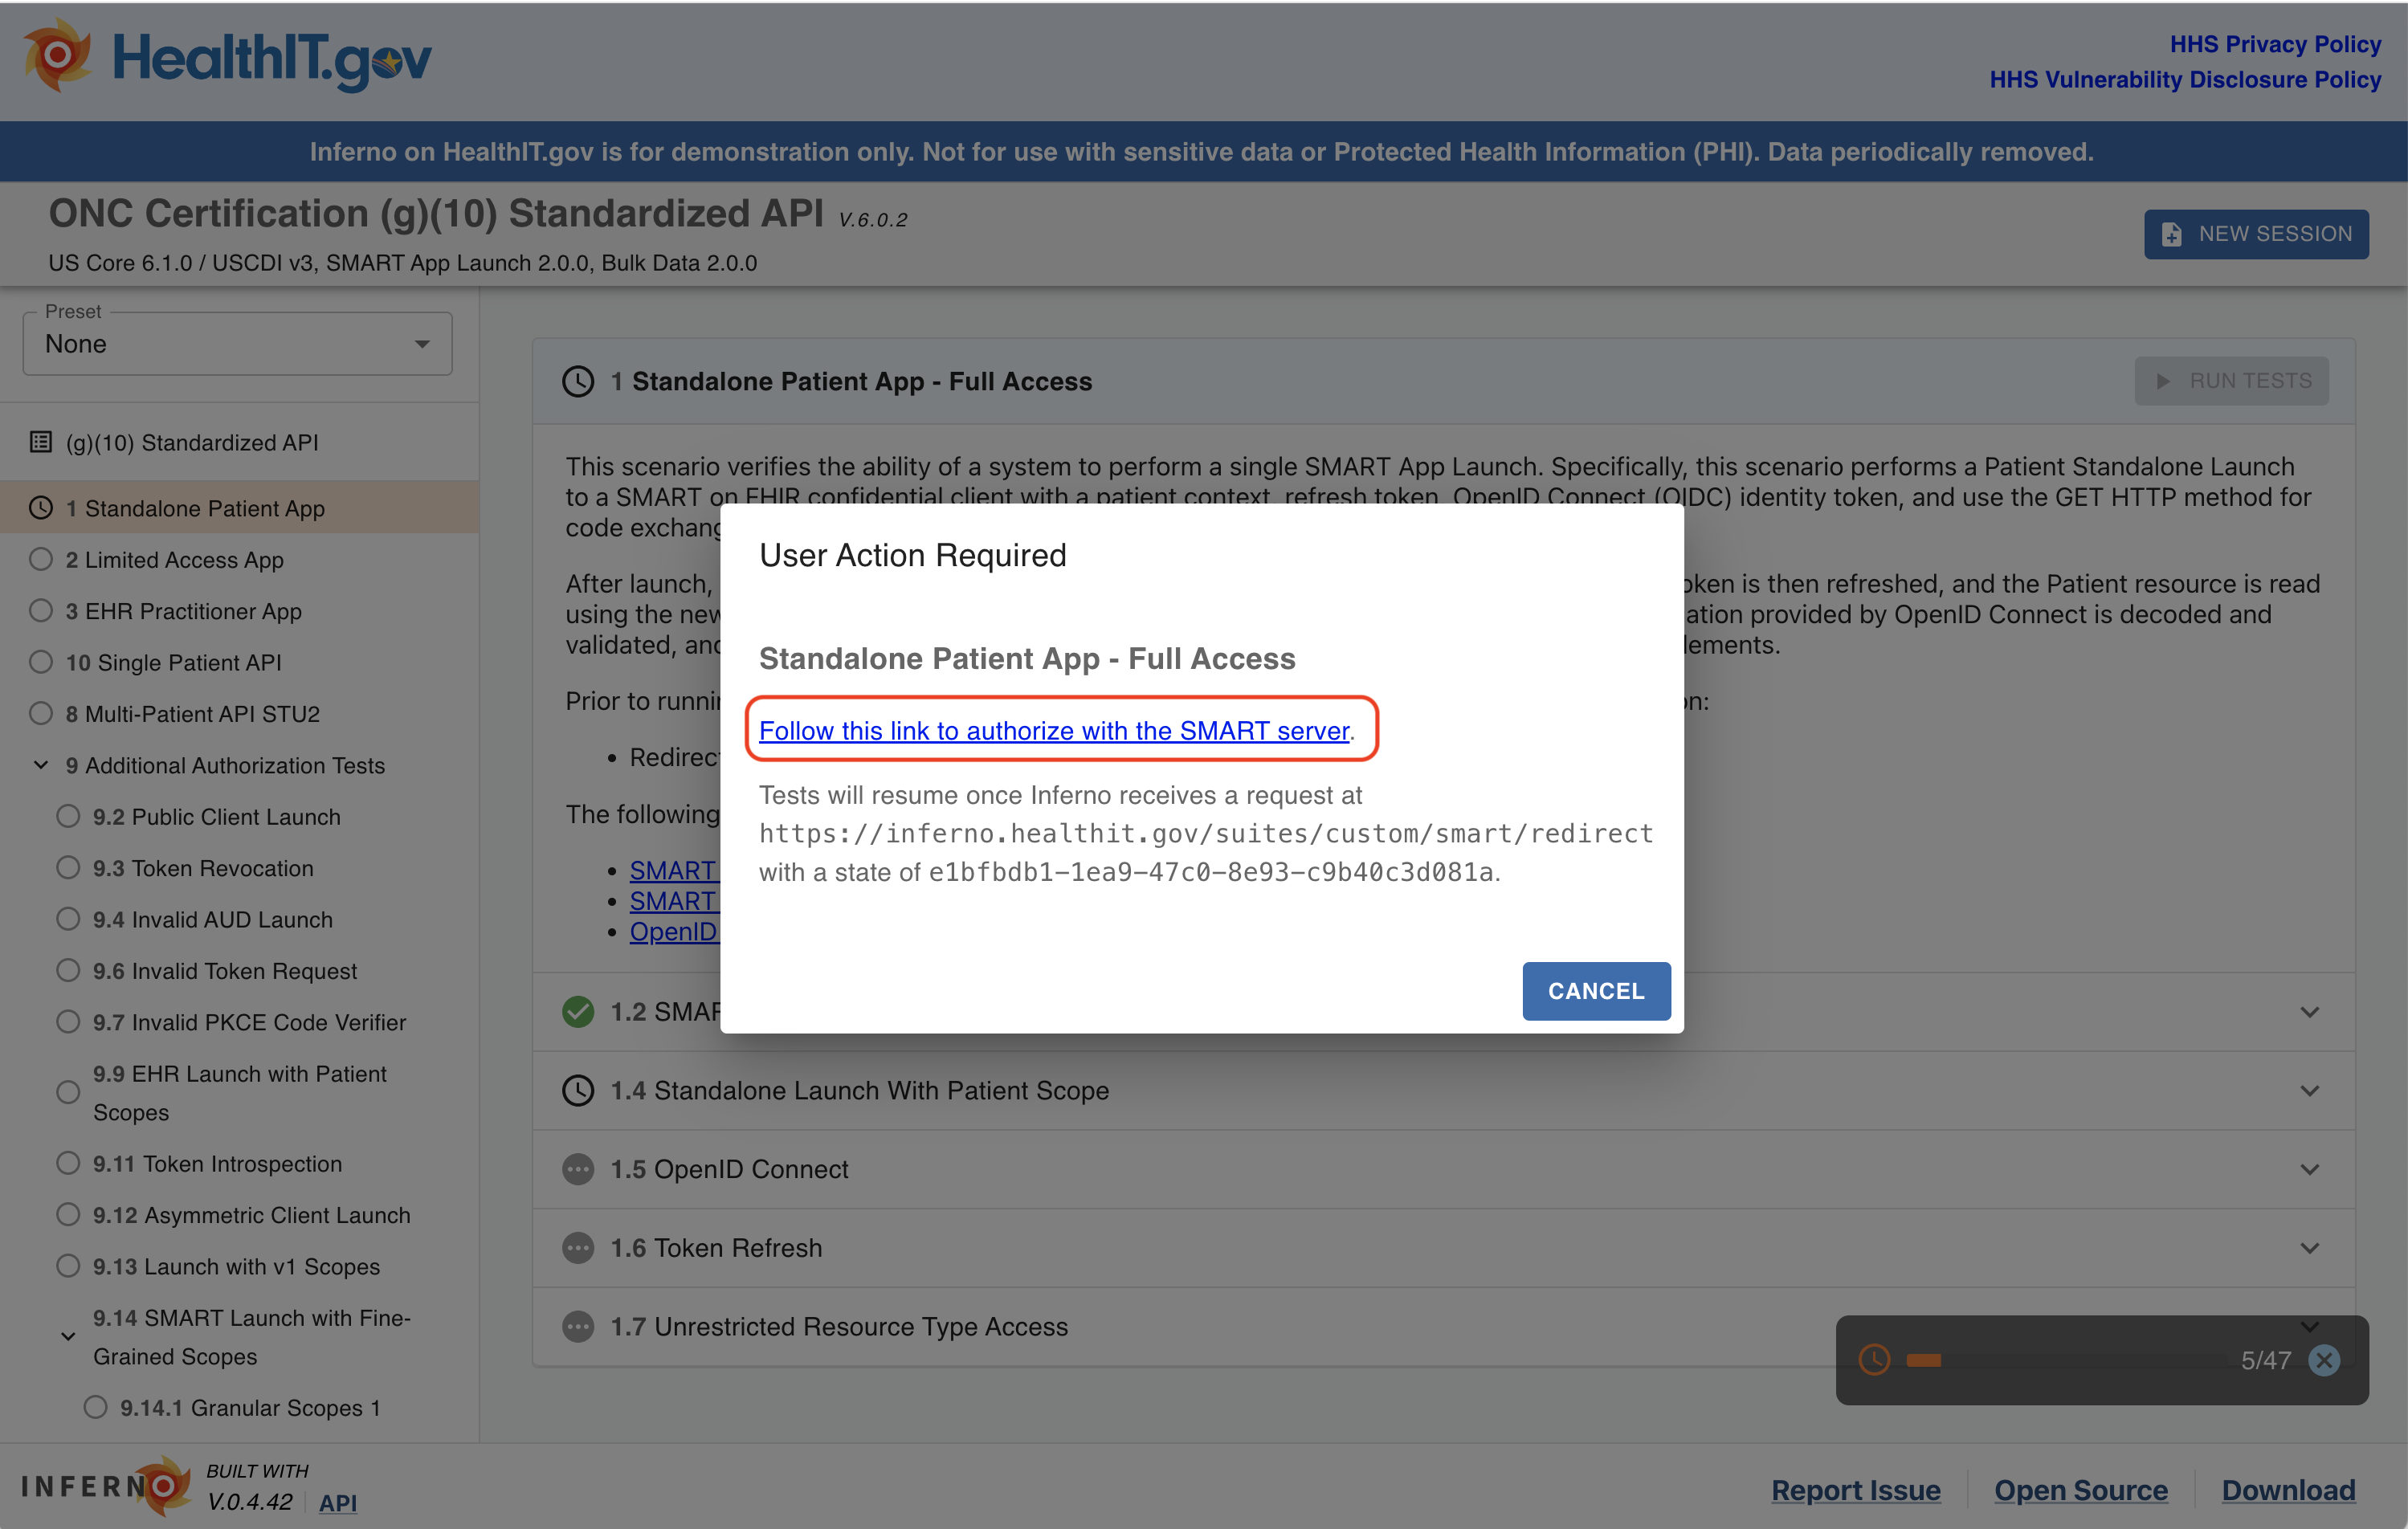 HealthIT.gov
HHS Privacy Policy
HHS Vulnerability Disclosure Policy
Inferno on HealthIT.gov is for demonstration only. Not for use with sensitive data or Protected Health Information (PHI). Data periodically removed.
ONC Certification (g)(10) Standardized API V.6.0.2
US Core 6.1.0 / USCDI v3, SMART App Launch 2.0.0, Bulk Data 2.0.0
NEW SESSION
Preset
None
(g)(10) Standardized API
1 Standalone Patient App
2 Limited Access App
3 EHR Practitioner App
10 Single Patient API
8 Multi-Patient API STU2
9 Additional Authorization Tests
9.2 Public Client Launch
9.3 Token Revocation
9.4 Invalid AUD Launch
9.6 Invalid Token Request
9.7 Invalid PKCE Code Verifier
9.9 EHR Launch with Patient
Scopes
9.11 Token Introspection
9.12 Asymmetric Client Launch
9.13 Launch with v1 Scopes
9.14 SMART Launch with Fine-
Grained Scopes
9.14.1 Granular Scopes 1
1 Standalone Patient App - Full Access
RUN TESTS
This scenario verifies the ability of a system to perform a single SMART App Launch. Specifically, this scenario performs a Patient Standalone Launch
to a SMART on FHIR confidential client with a patient context, refresh token, OpenID Connect (OIDC) identity token, and use the GET HTTP method for
code exchang
After launch, oken is then refreshed, and the Patient resource is read
using the new ation provided by OpenID Connect is decoded and
validated, and lements.
Prior to runnin on:
• Redirect
The following
• SMART
• SMART
• OpenID
User Action Required
Standalone Patient App - Full Access
Follow this link to authorize with the SMART server.
Tests will resume once Inferno receives a request at
https://inferno.healthit.gov/suites/custom/smart/redirect
with a state of e1bfbdb1-1ea9-47c0-8e93-c9b40c3d081a.
CANCEL
1.2 SMAR
1.4 Standalone Launch With Patient Scope
1.5 OpenID Connect
1.6 Token Refresh
1.7 Unrestricted Resource Type Access
5/47
INFERNO
BUILT WITH
V.0.4.42
API
Report Issue
Open Source
Download